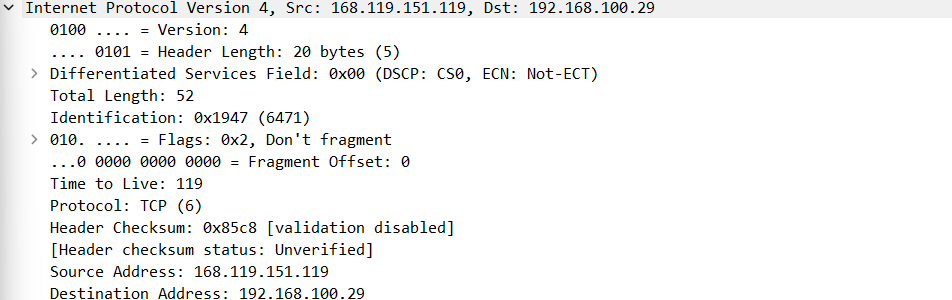 Internet Protocol Version 4, Src: 168.119.151.119, Dst: 192.168.100.29
0100 .... = Version: 4
.... 0101 = Header Length: 20 bytes (5)
Differentiated Services Field: 0x00 (DSCP: CS0, ECN: Not-ECT)
Total Length: 52
Identification: 0x1947 (6471)
010. .... = Flags: 0x2, Don't fragment
...0 0000 0000 0000 = Fragment Offset: 0
Time to Live: 119
Protocol: TCP (6)
Header Checksum: 0x85c8 [validation disabled]
[Header checksum status: Unverified]
Source Address: 168.119.151.119
Destination Address: 192.168.100.29